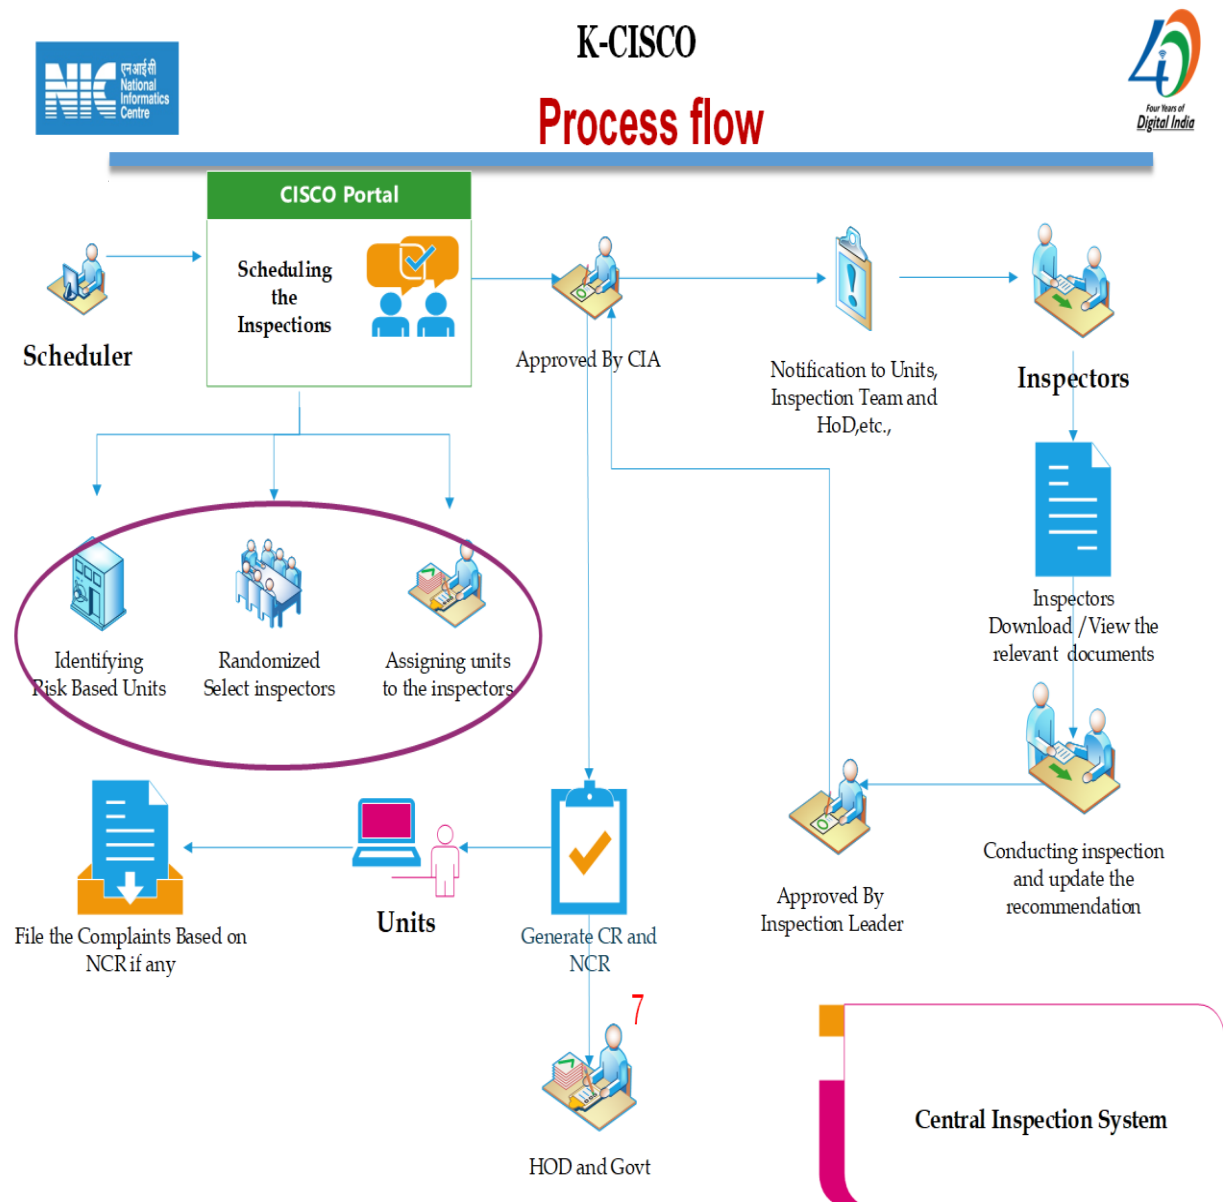 K-CISCO
Process flow
NIC
एन आई सी
National
Informatics
Centre
40
Four Years of
Digital India
CISCO Portal
Scheduling
the
Inspections
Scheduler
Approved By CIA
Notification to Units,
Inspection Team and
HoD,etc.,
Inspectors
Inspectors
Download /View the
relevant documents
Identifying
Risk Based Units
Randomized
Select inspectors
Assigning units
to the inspectors
Conducting inspection
and update the
recommendation
Approved By
Inspection Leader
Generate CR and
NCR
Units
File the Complaints Based on
NCR if any
7
HOD and Govt
Central Inspection System